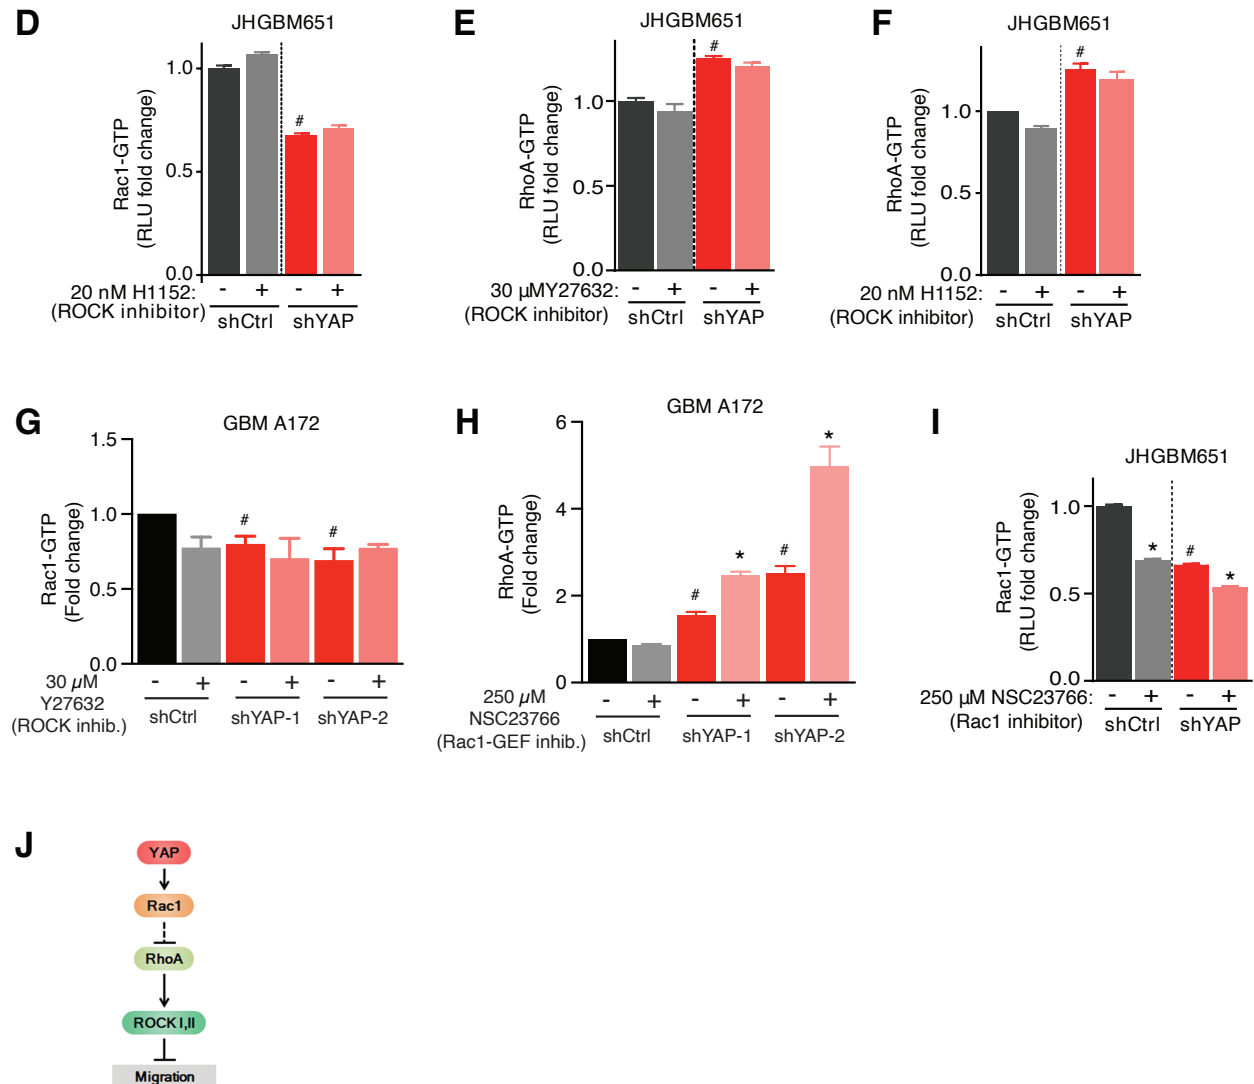 D
JHGBM651
Rac1-GTP
(RLU fold change)
1.0
0.5
0.0
#
20 nM H1152: - + - +
(ROCK inhibitor)
shCtrl shYAP
E
JHGBM651
RhoA-GTP
(RLU fold change)
1.0
0.5
0.0
#
30 µMY27632: - + - +
(ROCK inhibitor)
shCtrl shYAP
F
JHGBM651
RhoA-GTP
(RLU fold change)
1.0
0.5
0.0
#
20 nM H1152: - + - +
(ROCK inhibitor)
shCtrl shYAP
G
GBM A172
Rac1-GTP
(Fold change)
1.5
1.0
0.5
0.0
# #
30 µM - + - + - +
Y27632
(ROCK inhib.)
shCtrl shYAP-1 shYAP-2
H
GBM A172
RhoA-GTP
(Fold change)
6
4
2
0
# * # *
250 µM - + - + - +
NSC23766
(Rac1-GEF inhib.)
shCtrl shYAP-1 shYAP-2
I
JHGBM651
Rac1-GTP
(RLU fold change)
1.0
0.5
0.0
* # *
250 µM NSC23766: - + - +
(Rac1 inhibitor)
shCtrl shYAP
J
YAP
Rac1
RhoA
ROCK I,II
Migration